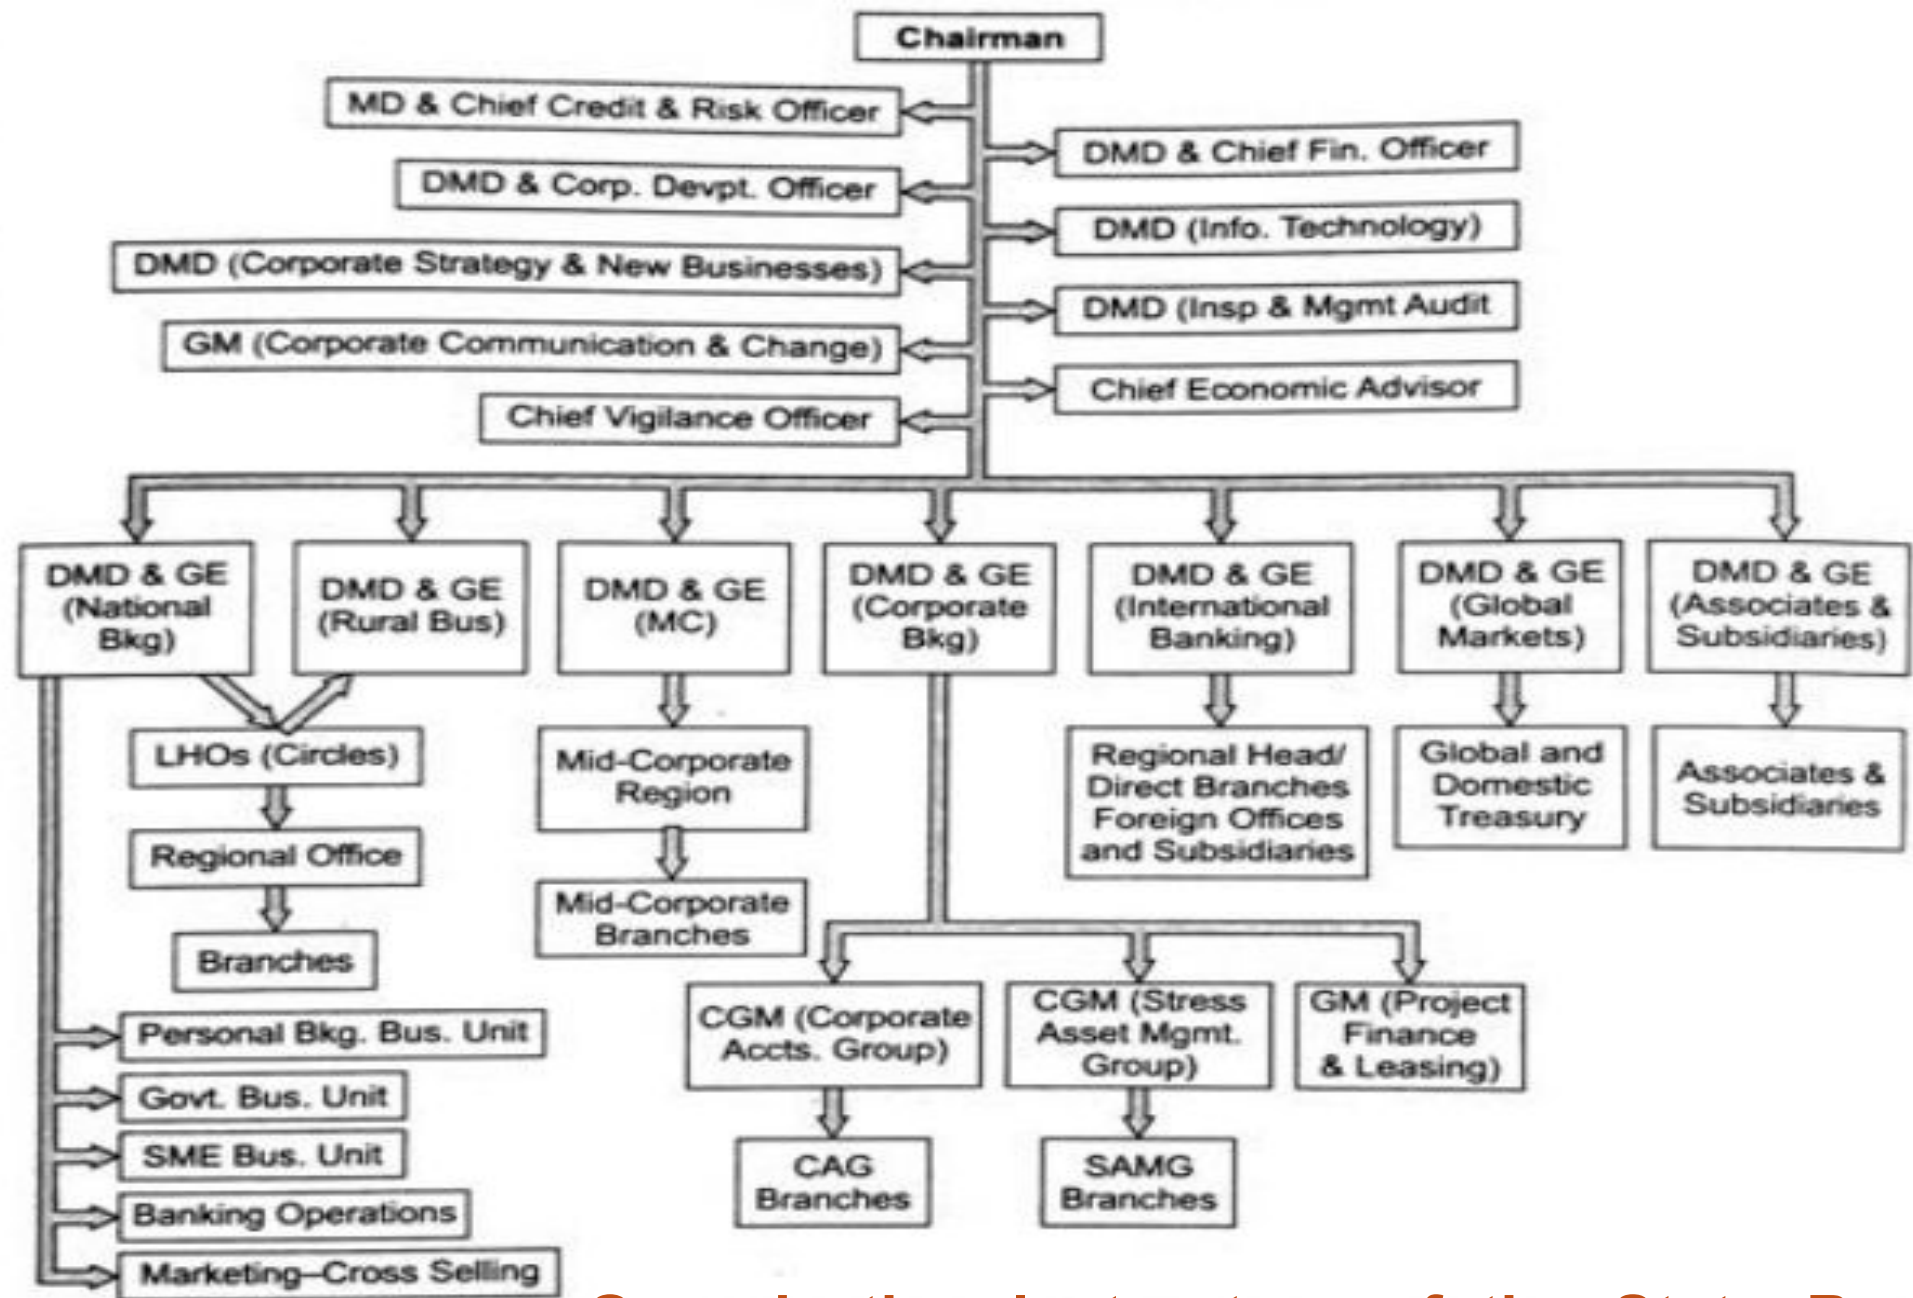 Chairman
MD & Chief Credit & Risk Officer
DMD & Chief Fin. Officer
DMD & Corp. Devpt. Officer
DMD (Info. Technology)
DMD (Corporate Strategy & New Businesses)
DMD (Insp & Mgmt Audit
GM (Corporate Communication & Change)
Chief Economic Advisor
Chief Vigilance Officer
DMD & GE
(National
Bkg)
DMD & GE
(Rural Bus)
DMD & GE
(MC)
DMD & GE
(Corporate
Bkg)
DMD & GE
(International
Banking)
DMD & GE
(Global
Markets)
DMD & GE
(Associates &
Subsidiaries)
LHOs (Circles)
Regional Office
Branches
Mid-Corporate
Region
Mid-Corporate
Branches
Regional Head/
Direct Branches
Foreign Offices
and Subsidiaries
Global and
Domestic
Treasury
Associates &
Subsidiaries
CGM (Corporate
Accts. Group)
CGM (Stress
Asset Mgmt.
Group)
GM (Project
Finance
& Leasing)
CAG
Branches
SAMG
Branches
Personal Bkg. Bus. Unit
Govt. Bus. Unit
SME Bus. Unit
Banking Operations
Marketing–Cross Selling